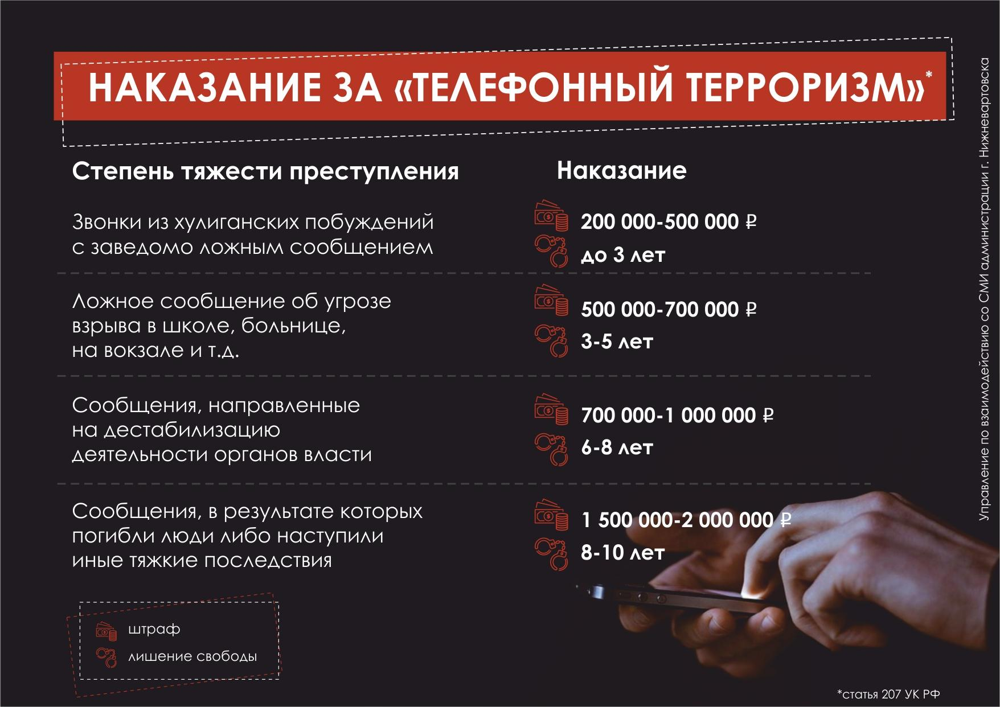 НАКАЗАНИЕ ЗА «ТЕЛЕФОННЫЙ ТЕРРОРИЗМ»*
Степень тяжести преступления
Наказание
Звонки из хулиганских побуждений
с заведомо ложным сообщением
200 000-500 000 ₽
до 3 лет
Ложное сообщение об угрозе
взрыва в школе, больнице,
на вокзале и т.д.
500 000-700 000 ₽
3-5 лет
Сообщения, направленные
на дестабилизацию
деятельности органов власти
700 000-1 000 000 ₽
6-8 лет
Сообщения, в результате которых
погибли люди либо наступили
иные тяжкие последствия
1 500 000-2 000 000 ₽
8-10 лет
штраф
лишение свободы
*статья 207 УК РФ
Управление по взаимодействию со СМИ администрации г. Нижневартовска